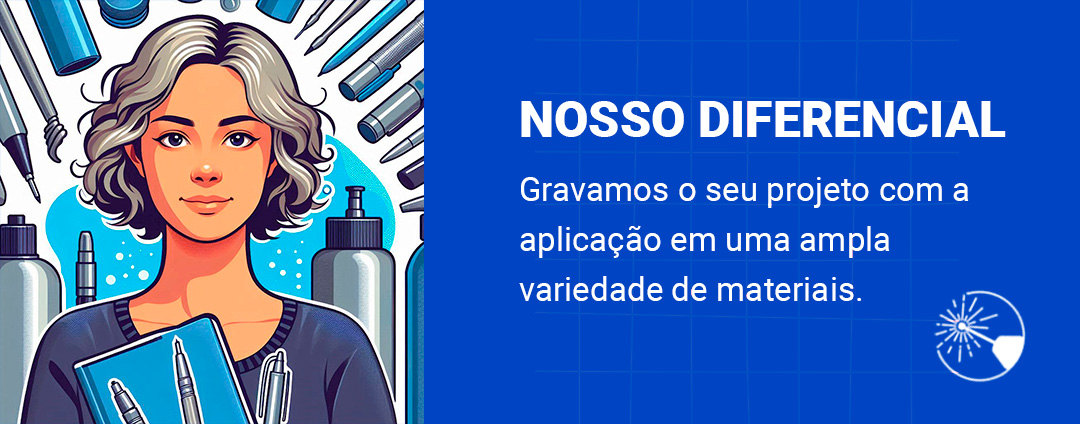 NOSSO DIFERENCIAL
Gravamos o seu projeto com a
aplicação em uma ampla
variedade de materiais.